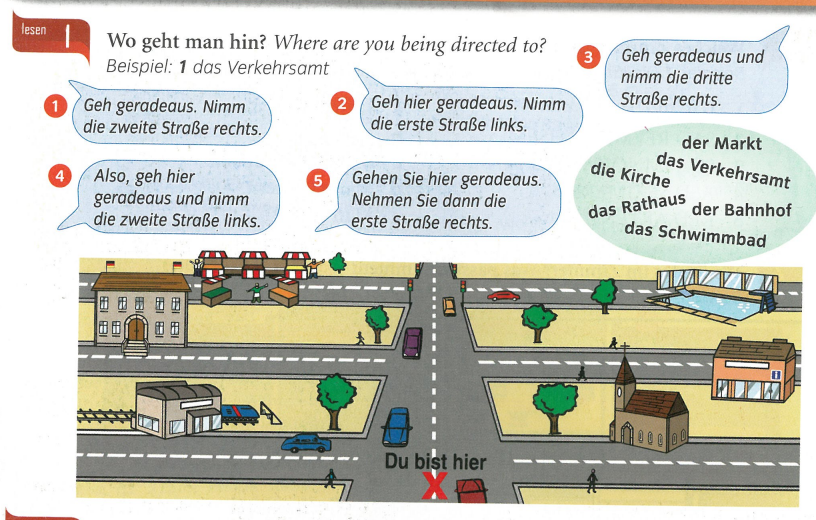 lesen 1
Wo geht man hin? Where are you being directed to?
Beispiel: 1 das Verkehrsamt
1
Geh geradeaus. Nimm
die zweite Straße rechts.
2
Geh hier geradeaus. Nimm
die erste Straße links.
3
Geh geradeaus und
nimm die dritte
Straße rechts.
4
Also, geh hier
geradeaus und nimm
die zweite Straße links.
5
Gehen Sie hier geradeaus.
Nehmen Sie dann die
erste Straße rechts.
der Markt
das Verkehrsamt
die Kirche
das Rathaus
der Bahnhof
das Schwimmbad
i
Du bist hier
X